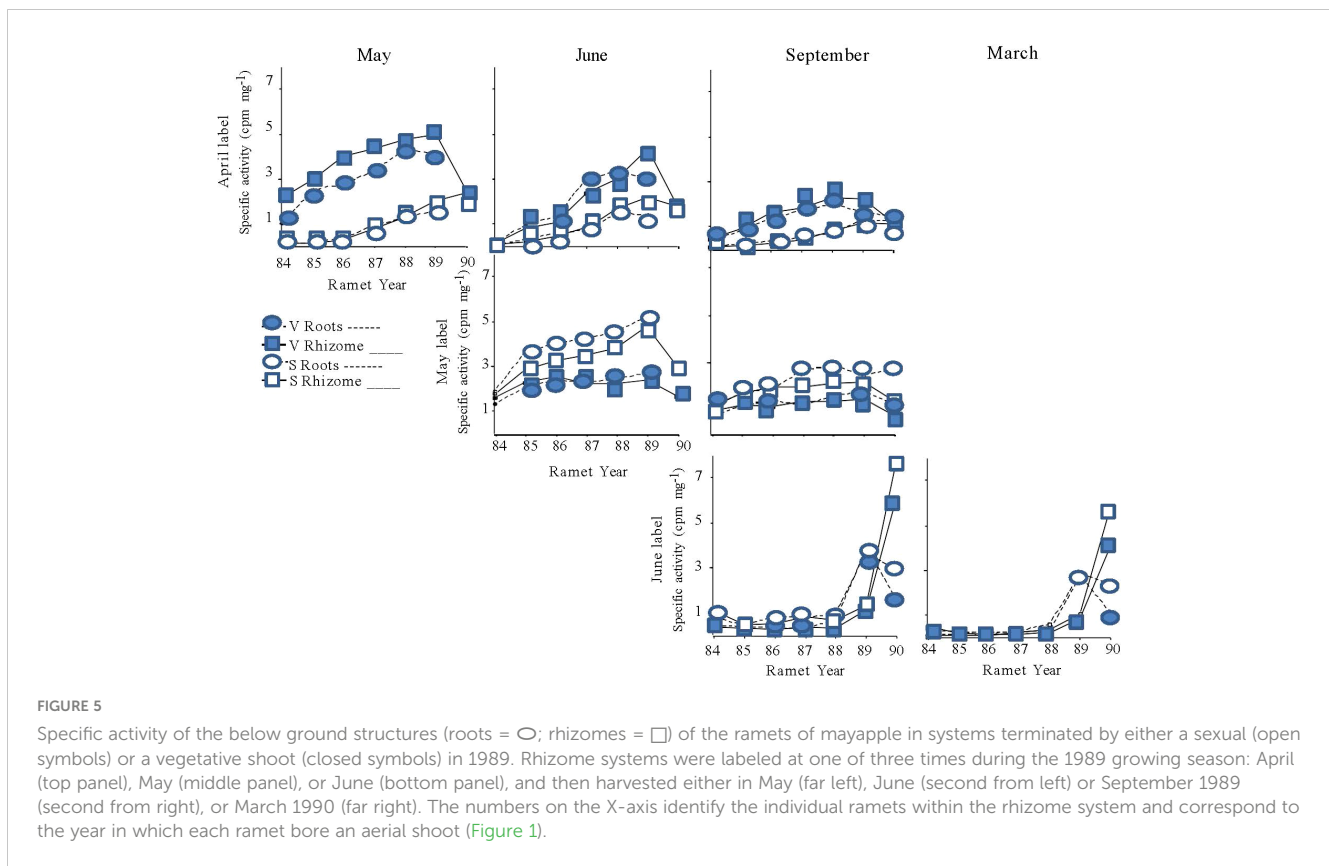 May June September March
7
5
3
1
April label
Specific activity (cpm mg-1)
84 85 86 87 88 89 90
Ramet Year
V Roots ------
V Rhizome ____
S Roots ------
S Rhizome ____
7
5
3
1
May label
Specific activity (cpm mg-1)
84 85 86 87 88 89 90
Ramet Year
7
5
3
1
June label
Specific activity (cpm mg-1)
84 85 86 87 88 89 90
Ramet Year
84 85 86 87 88 89 90
Ramet Year
FIGURE 5
Specific activity of the below ground structures (roots = ○; rhizomes = □) of the ramets of mayapple in systems terminated by either a sexual (open
symbols) or a vegetative shoot (closed symbols) in 1989. Rhizome systems were labeled at one of three times during the 1989 growing season: April
(top panel), May (middle panel), or June (bottom panel), and then harvested either in May (far left), June (second from left) or September 1989
(second from right), or March 1990 (far right). The numbers on the X-axis identify the individual ramets within the rhizome system and correspond to
the year in which each ramet bore an aerial shoot (Figure 1).